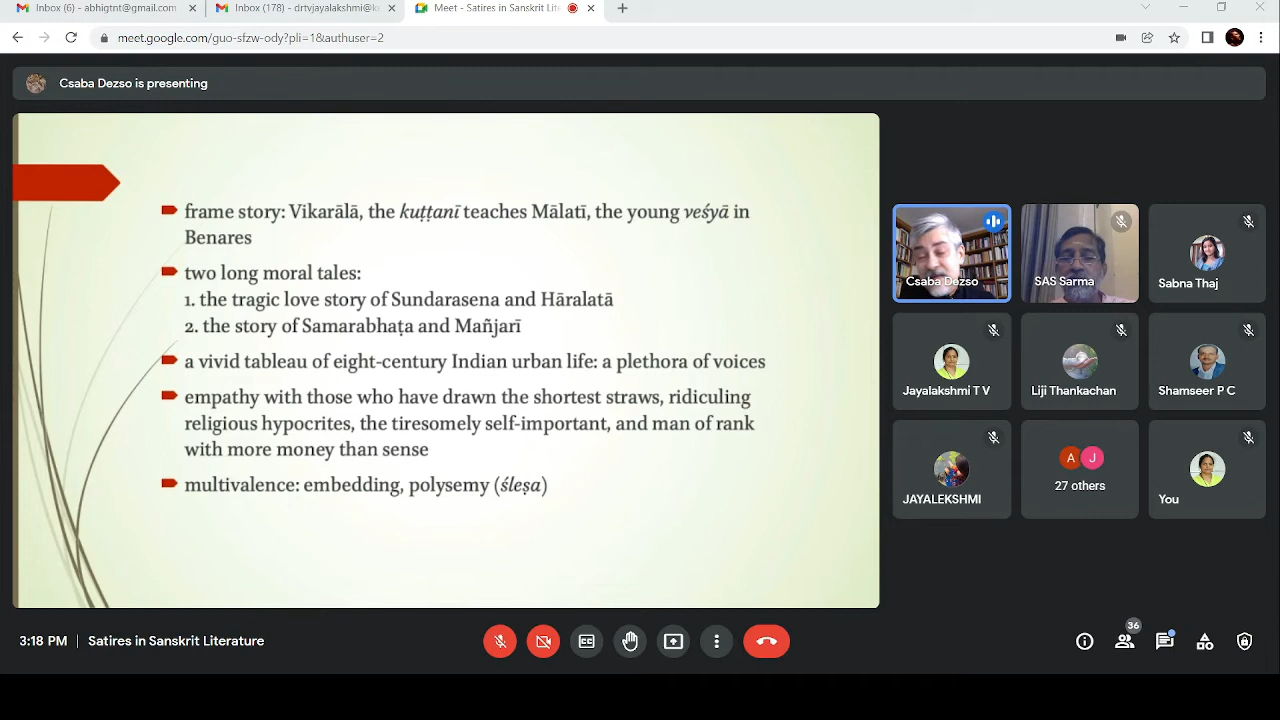 Inbox (6) - abhigtnt@gmail.com
Inbox (178) - drtvjayalakshmi@kc
Meet - Satires in Sanskrit Lite
meet.google.com/guo-sfzw-ody?pli=1&authuser=2
Csaba Dezso is presenting
frame story: Vikarālā, the kuṭṭanī teaches Mālatī, the young veśyā in
Benares
two long moral tales:
1. the tragic love story of Sundarasena and Hāralatā
2. the story of Samarabhaṭa and Mañjarī
a vivid tableau of eight-century Indian urban life: a plethora of voices
empathy with those who have drawn the shortest straws, ridiculing
religious hypocrites, the tiresomely self-important, and man of rank
with more money than sense
multivalence: embedding, polysemy (śleṣa)
Csaba Dezso
SAS Sarma
Sabna Thaj
Jayalakshmi T V
Liji Thankachan
Shamseer P C
A J
JAYALEKSHMI
27 others
You
3:18 PM | Satires in Sanskrit Literature
CC
36